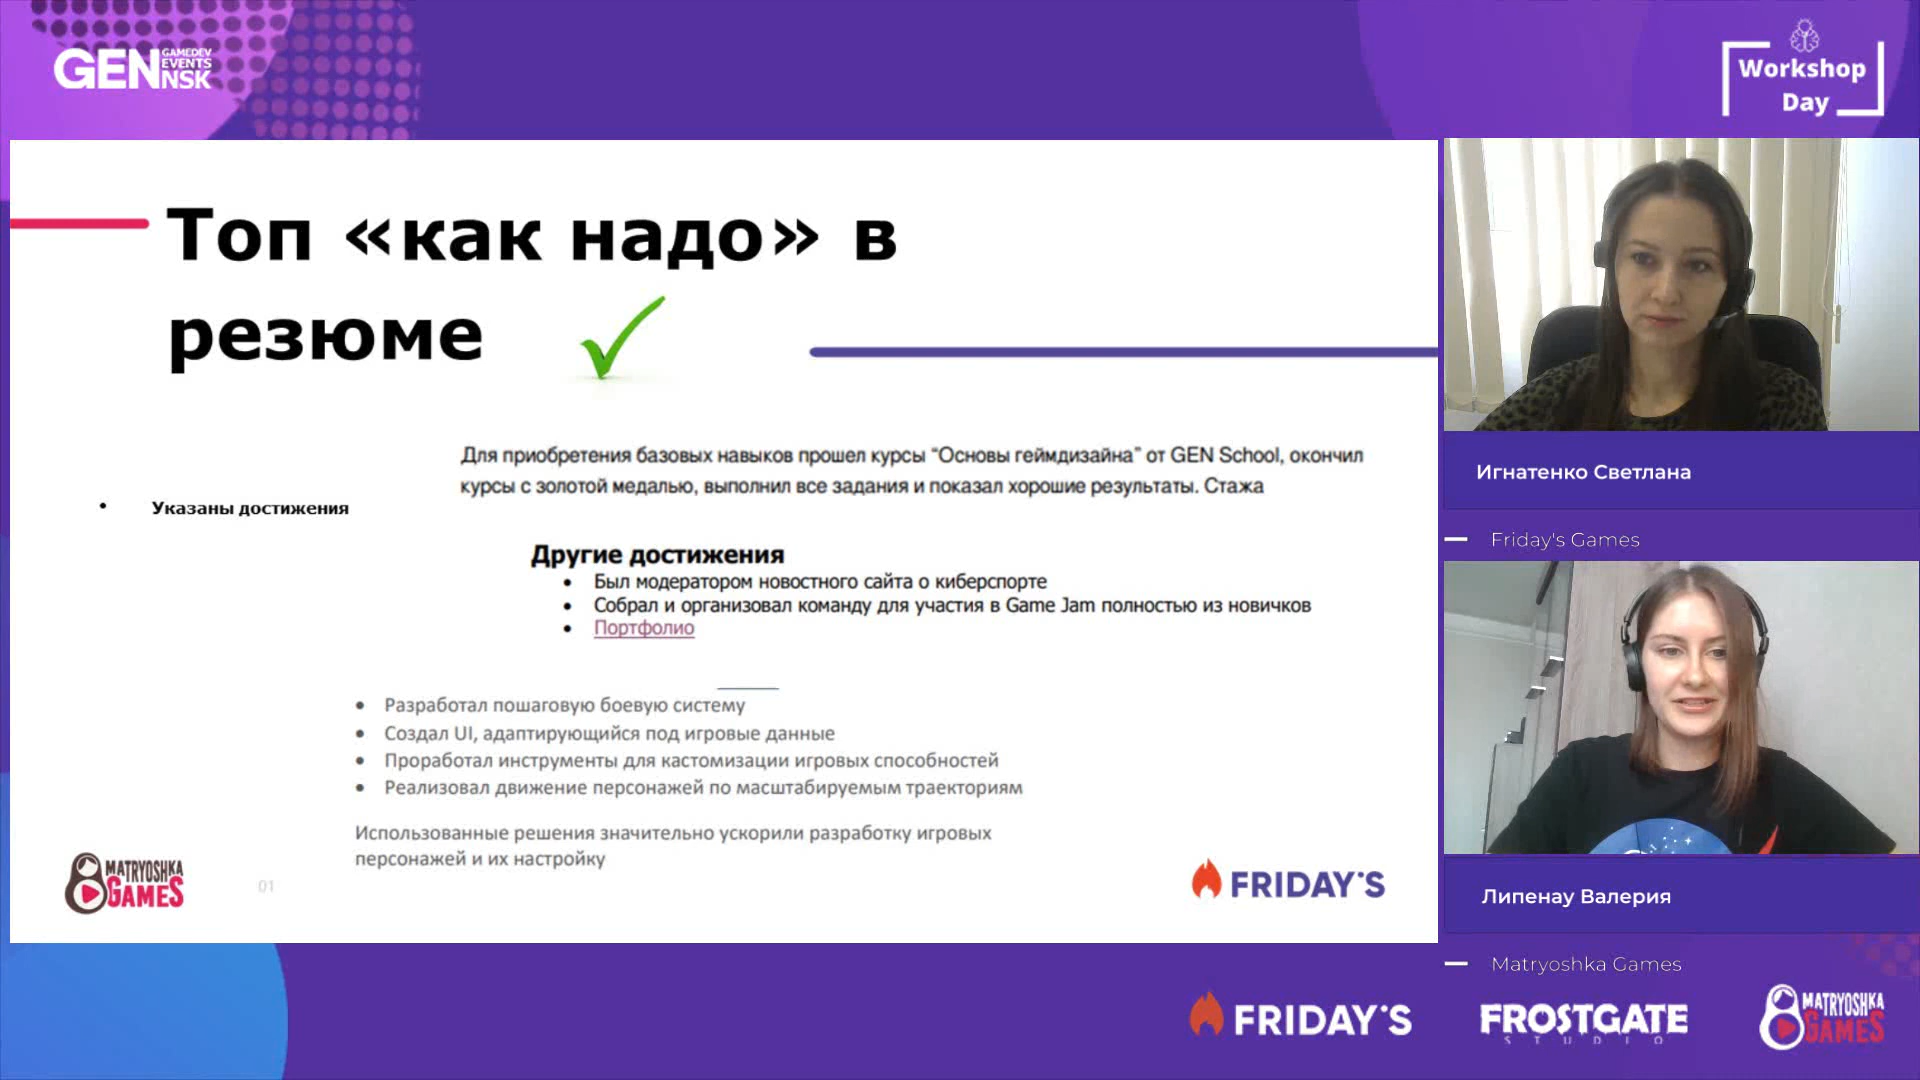 GEN GAMEDEV EVENTS NSK
Workshop
Day
Топ «как надо» в
резюме
Для приобретения базовых навыков прошел курсы “Основы геймдизайна” от GEN School, окончил
курсы с золотой медалью, выполнил все задания и показал хорошие результаты. Стажа
• Указаны достижения
Другие достижения
• Был модератором новостного сайта о киберспорте
• Собрал и организовал команду для участия в Game Jam полностью из новичков
• Портфолио
• Разработал пошаговую боевую систему
• Создал UI, адаптирующийся под игровые данные
• Проработал инструменты для кастомизации игровых способностей
• Реализовал движение персонажей по масштабируемым траекториям
Использованные решения значительно ускорили разработку игровых
персонажей и их настройку
MATRYOSHKA
GAMES
01
FRIDAY'S
Игнатенко Светлана
Friday's Games
Липенау Валерия
Matryoshka Games
FRIDAY'S
FROSTGATE
STUDIO
MATRYOSHKA
GAMES